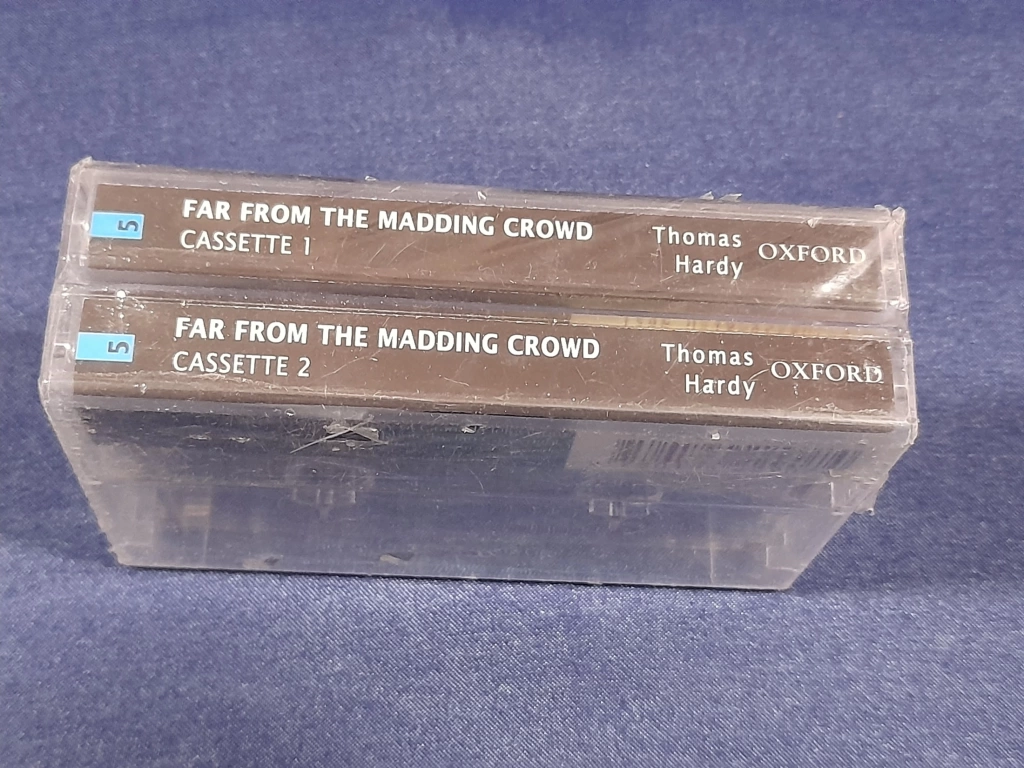 5
FAR FROM THE MADDING CROWD
CASSETTE 1
Thomas
Hardy
OXFORD
5
FAR FROM THE MADDING CROWD
CASSETTE 2
Thomas
Hardy
OXFORD